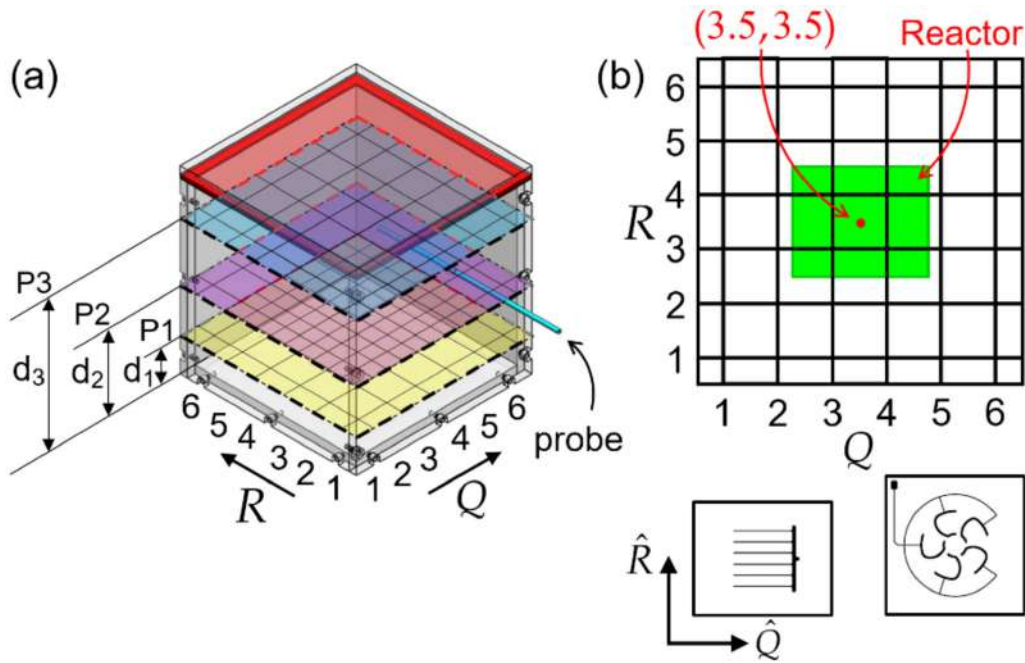 (a)
P3
P2
P1
d3
d2
d1
6 5 4 3 2 1
1 2 3 4 5 6
R
Q
probe
(b)
(3.5,3.5)
Reactor
6
5
4
3
2
1
R
1 2 3 4 5 6
Q
R̂
Q̂